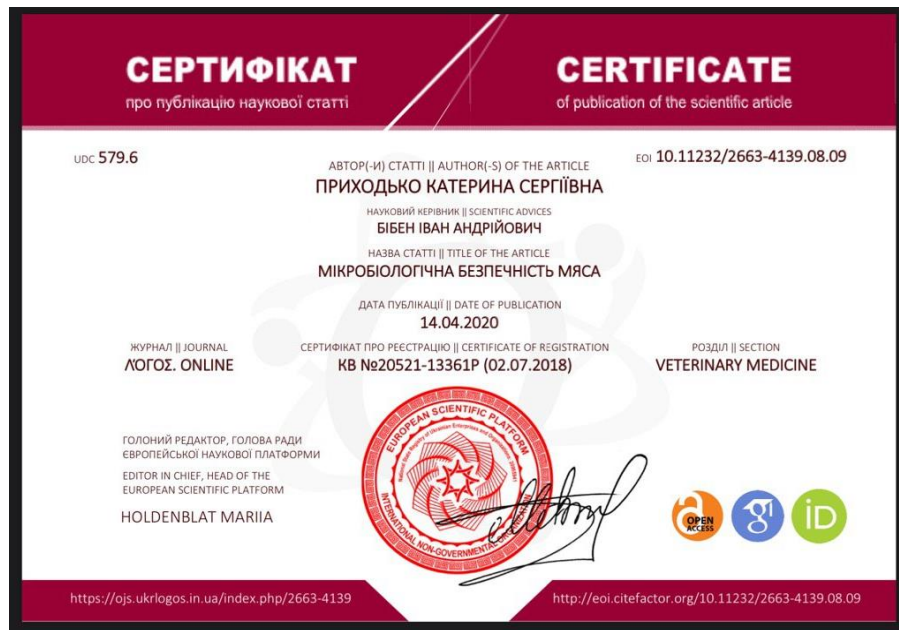 СЕРТИФІКАТ
про публікацію наукової статті
CERTIFICATE
of publication of the scientific article
UDC 579.6
EOI 10.11232/2663-4139.08.09
АВТОР(-И) СТАТТІ || AUTHOR(-S) OF THE ARTICLE
ПРИХОДЬКО КАТЕРИНА СЕРГІЇВНА
НАУКОВИЙ КЕРІВНИК || SCIENTIFIC ADVICES
БІБЕН ІВАН АНДРІЙОВИЧ
НАЗВА СТАТТІ || TITLE OF THE ARTICLE
МІКРОБІОЛОГІЧНА БЕЗПЕЧНІСТЬ МЯСА
ДАТА ПУБЛІКАЦІЇ || DATE OF PUBLICATION
14.04.2020
ЖУРНАЛ || JOURNAL
ΛΌГОΣ. ONLINE
СЕРТИФІКАТ ПРО РЕЄСТРАЦІЮ || CERTIFICATE OF REGISTRATION
КВ №20521-13361Р (02.07.2018)
РОЗДІЛ || SECTION
VETERINARY MEDICINE
ГОЛОНИЙ РЕДАКТОР, ГОЛОВА РАДИ
ЄВРОПЕЙСЬКОЇ НАУКОВОЇ ПЛАТФОРМИ
EDITOR IN CHIEF, HEAD OF THE
EUROPEAN SCIENTIFIC PLATFORM
HOLDENBLAT MARIIA
EUROPEAN SCIENTIFIC PLATFORM
INTERNATIONAL NON-GOVERNMENTAL
OPEN
ACCESS
iD
https://ojs.ukrlogos.in.ua/index.php/2663-4139
http://eoi.citefactor.org/10.11232/2663-4139.08.09